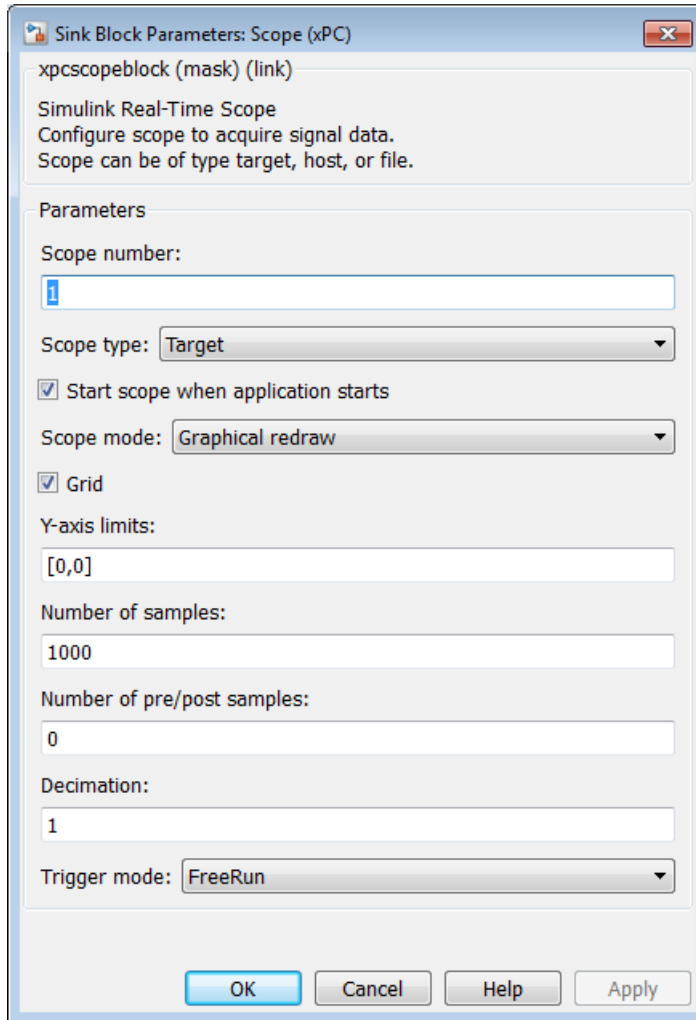 Sink Block Parameters: Scope (xPC)
xpcscopeblock (mask) (link)
Simulink Real-Time Scope
Configure scope to acquire signal data.
Scope can be of type target, host, or file.
Parameters
Scope number:
1
Scope type: Target
Start scope when application starts
Scope mode: Graphical redraw
Grid
Y-axis limits:
[0,0]
Number of samples:
1000
Number of pre/post samples:
0
Decimation:
1
Trigger mode: FreeRun
OK Cancel Help Apply